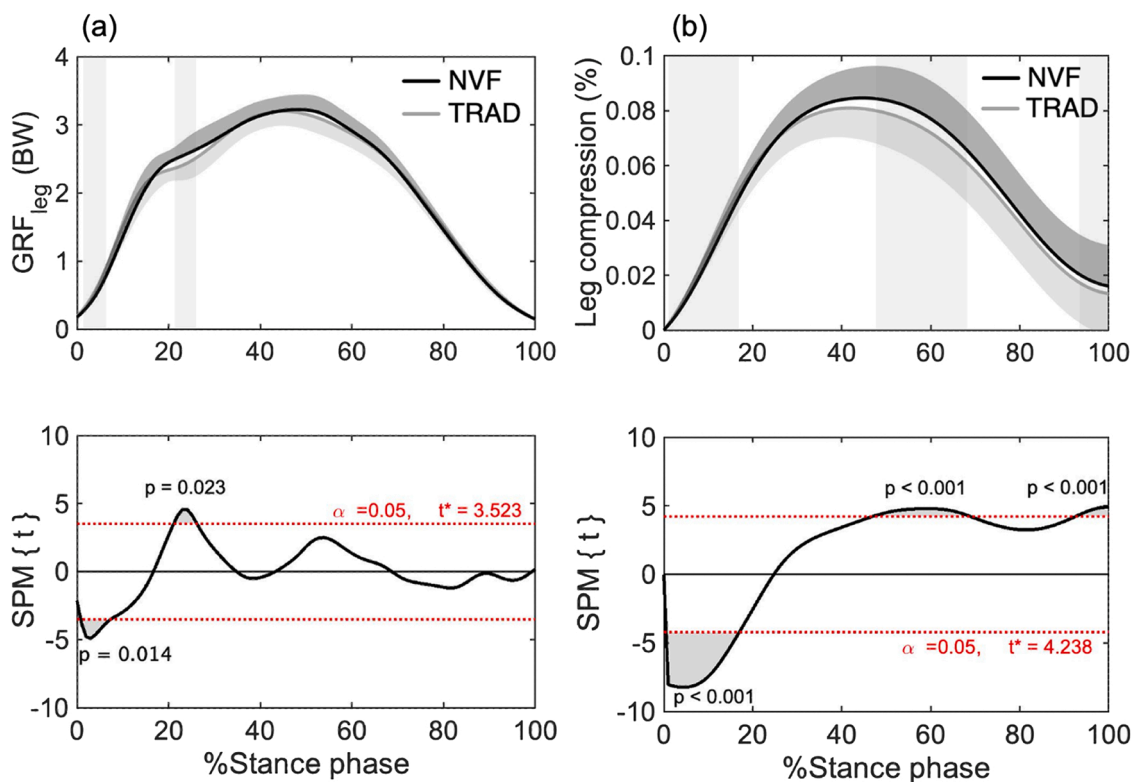 (a)
4
3
2
1
0
GRF_leg (BW)
NVF
TRAD
0 20 40 60 80 100
(b)
0.1
0.08
0.06
0.04
0.02
0
Leg compression (%)
NVF
TRAD
0 20 40 60 80 100
10
5
0
-5
-10
SPM { t }
p = 0.023
α =0.05, t* = 3.523
p = 0.014
0 20 40 60 80 100
%Stance phase
10
5
0
-5
-10
SPM { t }
p < 0.001
p < 0.001
α =0.05, t* = 4.238
p < 0.001
0 20 40 60 80 100
%Stance phase